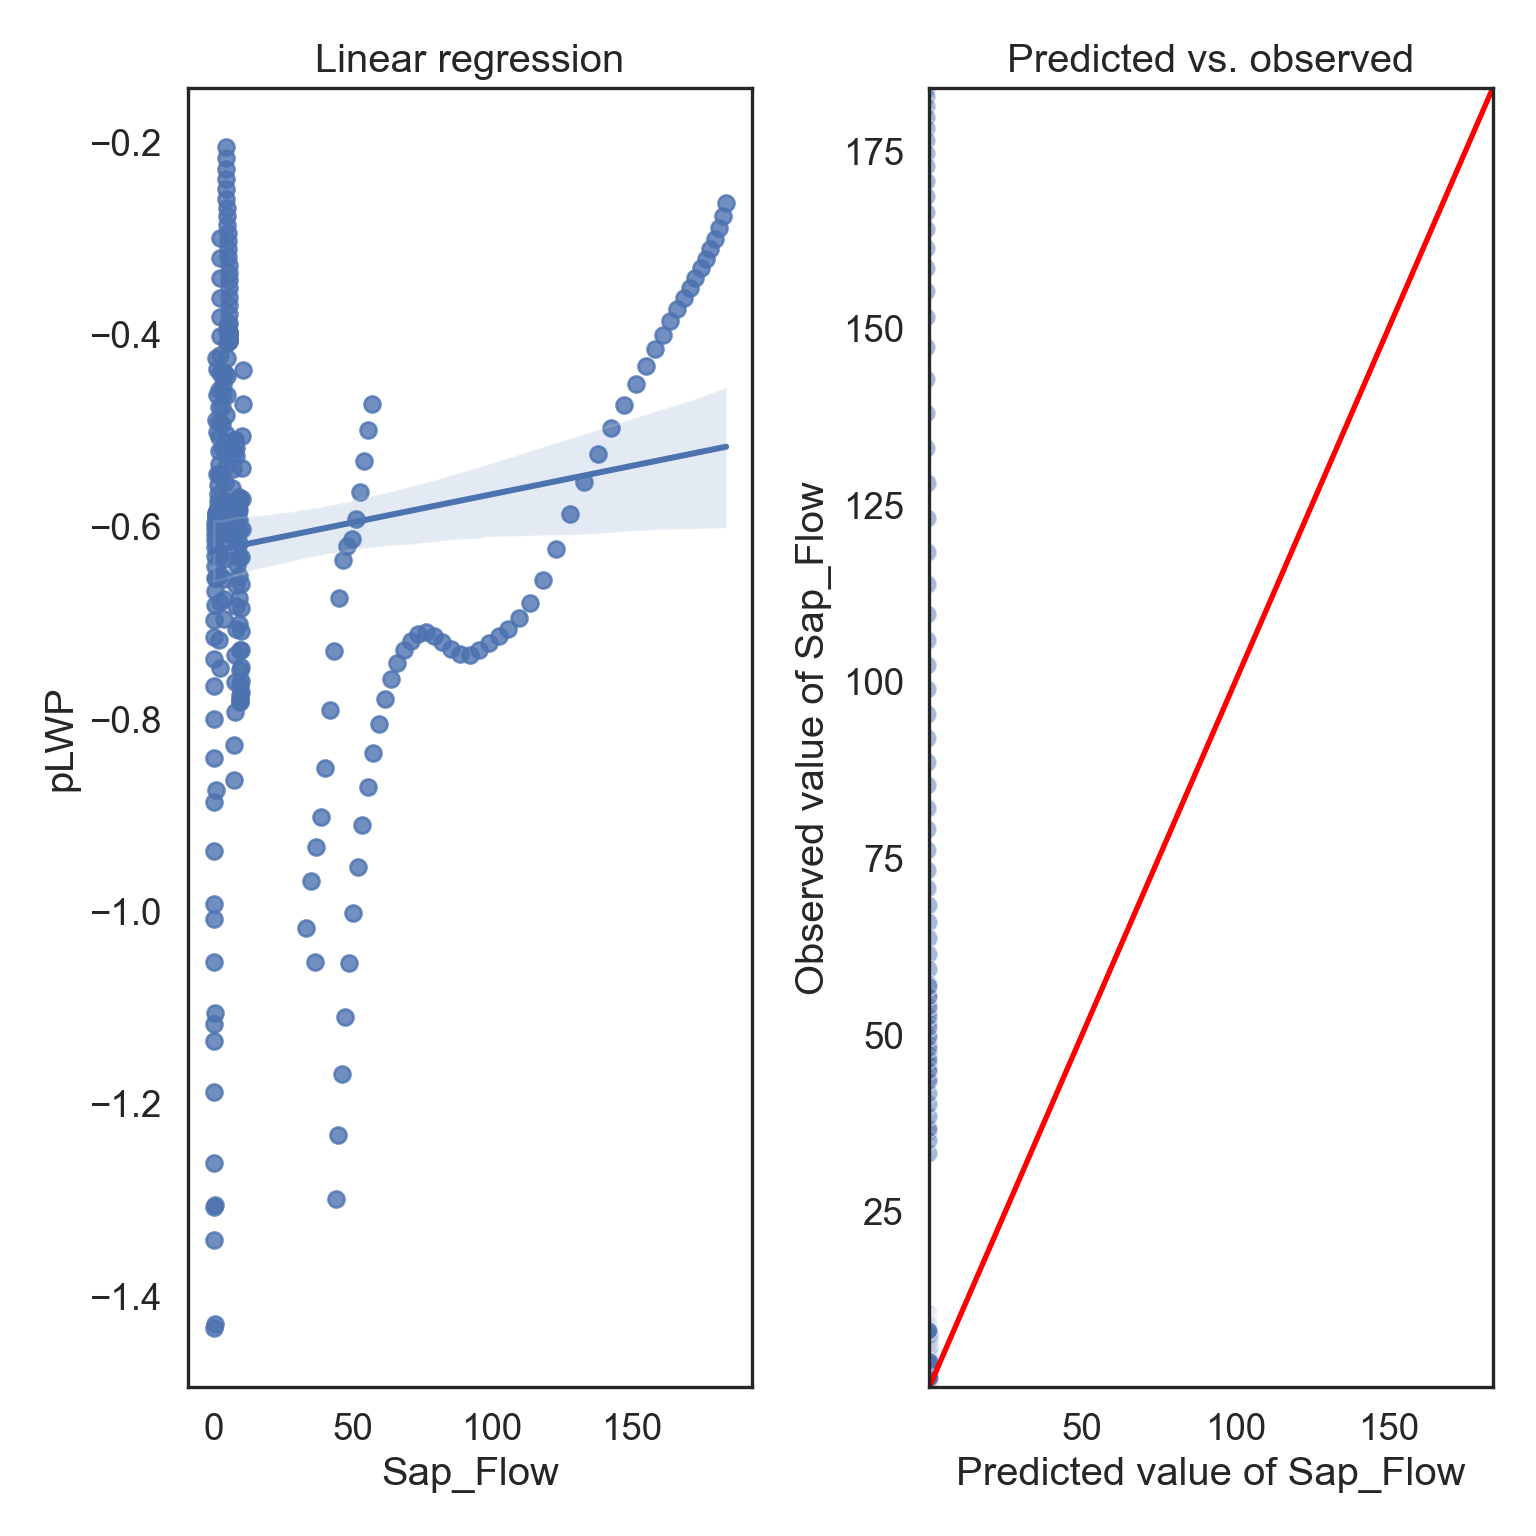 Linear regression
Predicted vs. observed
−0.2
−0.4
−0.6
−0.8
−1.0
−1.2
−1.4
pLWP
0 50 100 150
Sap_Flow
175
150
125
100
75
50
25
Observed value of Sap_Flow
50 100 150
Predicted value of Sap_Flow